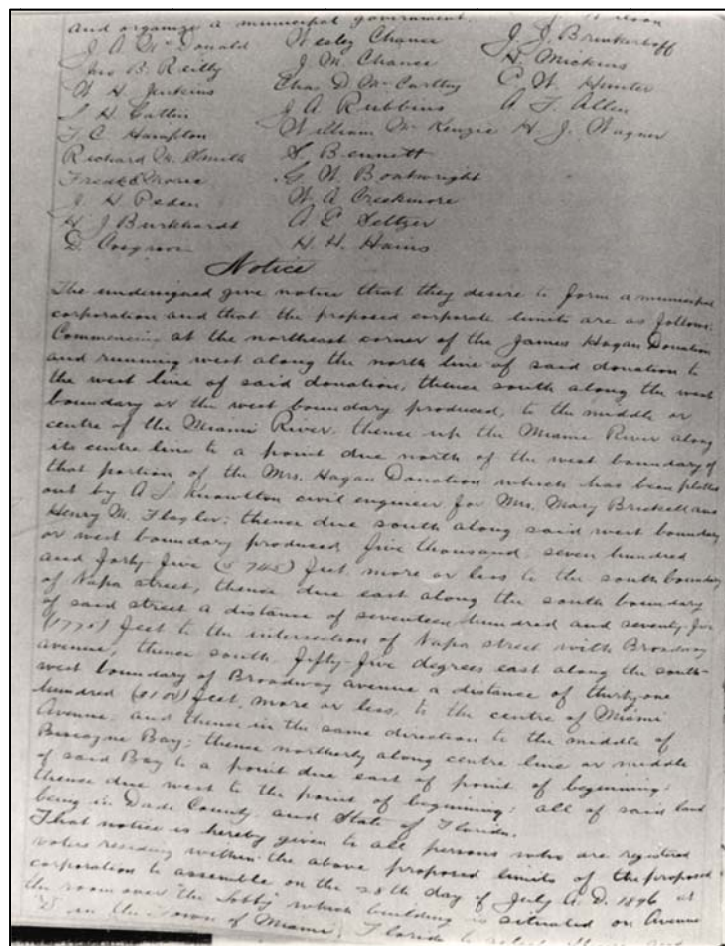 and organize a municipal government.
J. A. McDonald Wesley Chance J. J. Brinkerhoff
Jno B. Reilly J. M. Chance H. Mickins
W. H. Jenkins Chas D. McCarthy C. W. Hunter
J. A. Rubbins A. F. Allen
T. C. Hampton William McKenzie H. J. Wagner
Richard M. Smith S. Bennett
G. W. Boatwright
J. H. Peden W. A. Creekmore
H J Burkhardt A. C. Seltzer
D. Cosgrove H. H. Hains
Notice
The undersigned give notice that they desire to form a municipal
corporation and that the proposed corporate limits are as follows:
Commencing at the northeast corner of the James Hagan Donation
and running west along the north line of said donation to
the west line of said donation, thence south along the west
boundary or the west boundary produced, to the middle or
centre of the Miami River; thence up the Miami River along
its centre line to a point due north of the west boundary of
that portion of the Mrs. Hagan Donation which has been platted
out by A L Knowlton civil engineer for Mrs. Mary Brickell and
Henry M. Flagler; thence due south along said west boundary
or west boundary produced, five thousand seven hundred
and forty five (5745) feet more or less to the south boundary
of Napa street, thence due east along the south boundary
of said street a distance of seventeen hundred and seventy-five
(1775) feet to the intersection of Napa street with Broadway
avenue; thence south fifty-five degrees east along the south-
west boundary of Broadway avenue a distance of thirty one
hundred feet, more or less, to the centre of Miami
Avenue, and thence in the same direction to the middle of
Biscayne Bay; thence northerly along centre line or middle
of said Bay to a point due east of point of beginning;
thence due west to the point of beginning; all of said land
being in Dade County and State of Florida.
That notice is hereby given to all persons who are registered
voters residing within the above proposed limits of the proposed
corporation to assemble on the 28th day of July A. D. 1896 at
the room over "the Lobby" which building is situated on Avenue
"D" in the Town of Miami, Florida to